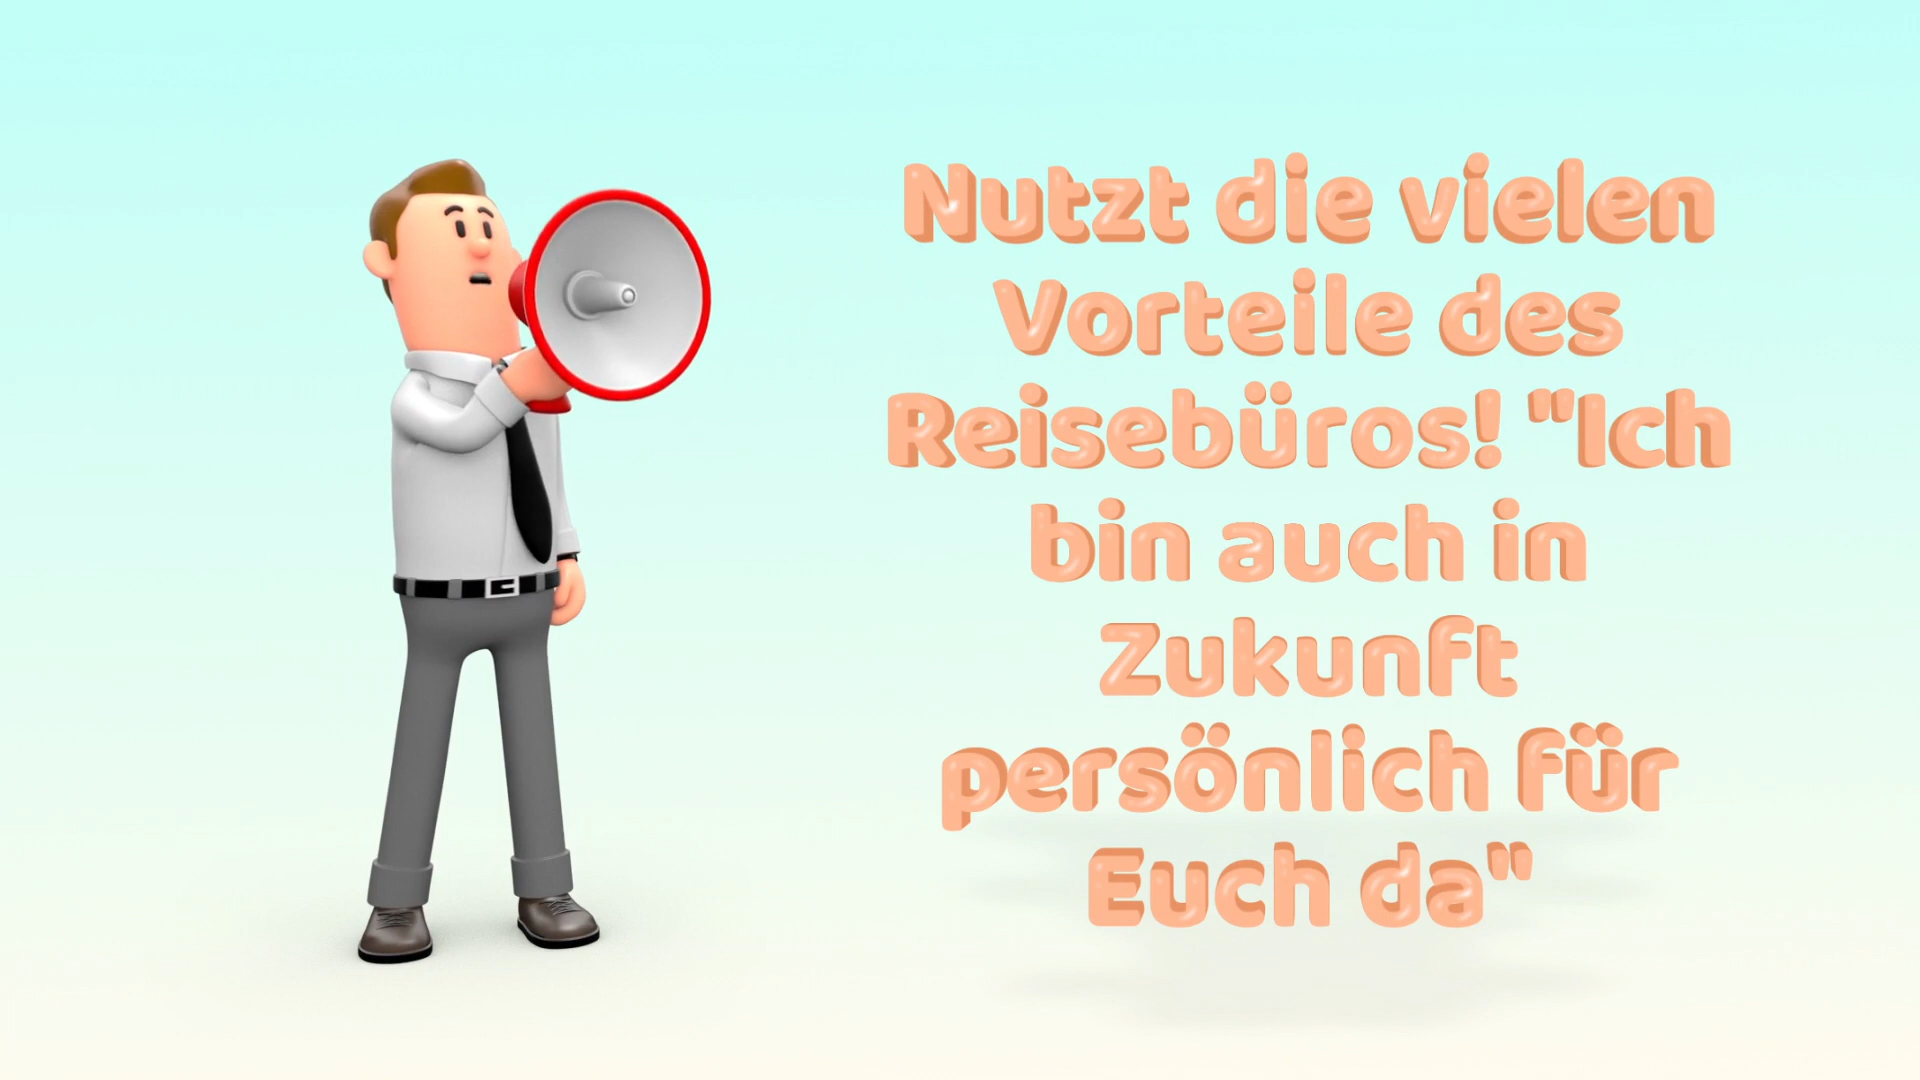 Nutzt die vielen
Vorteile des
Reisebüros! "Ich
bin auch in
Zukunft
persönlich für
Euch da"